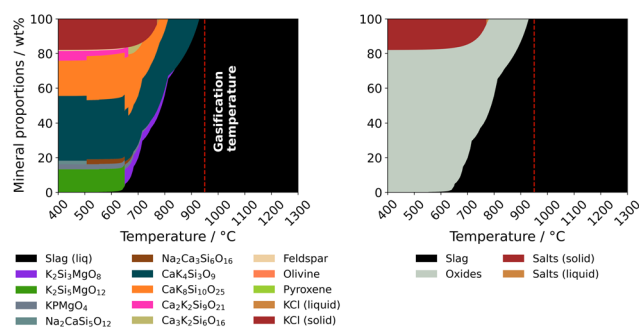 Mineral proportions / wt%
100
80
60
40
20
0
400
500
600
700
800
900
1000
1100
1200
1300
Temperature / °C
Gasification
temperature
100
80
60
40
20
0
400
500
600
700
800
900
1000
1100
1200
1300
Temperature / °C
Slag (liq)
K₂Si₃MgO₈
K₂Si₅MgO₁₂
KPMgO₄
Na₂CaSi₅O₁₂
Na₂Ca₃Si₆O₁₆
CaK₄Si₃O₉
CaK₈Si₁₀O₂₅
Ca₂K₂Si₉O₂₁
Ca₃K₂Si₆O₁₆
Feldspar
Olivine
Pyroxene
KCl (liquid)
KCl (solid)
Slag
Oxides
Salts (solid)
Salts (liquid)